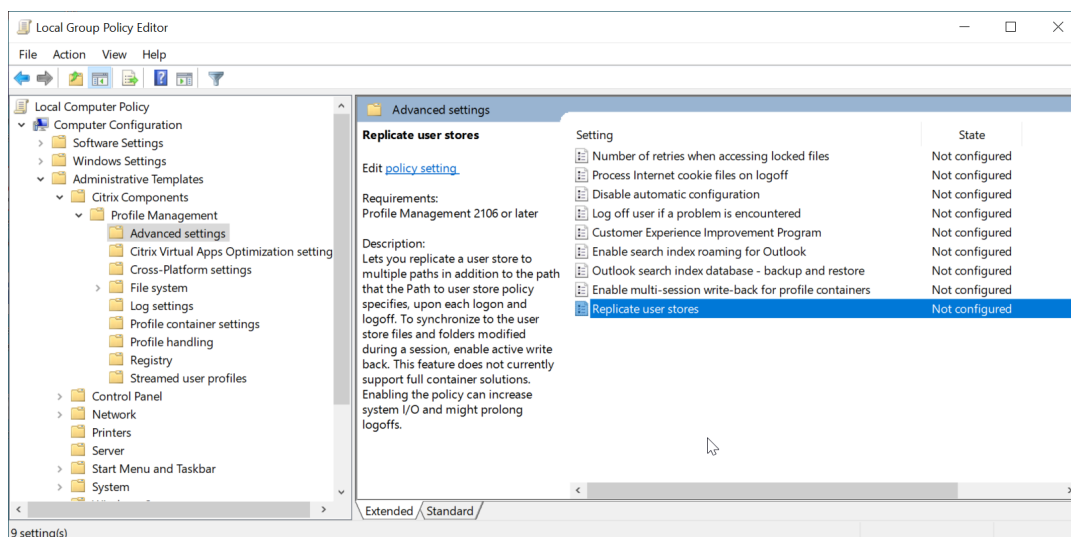 Local Group Policy Editor
File Action View Help
Local Computer Policy
Computer Configuration
Software Settings
Windows Settings
Administrative Templates
Citrix Components
Profile Management
Advanced settings
Citrix Virtual Apps Optimization setting
Cross-Platform settings
File system
Log settings
Profile container settings
Profile handling
Registry
Streamed user profiles
Control Panel
Network
Printers
Server
Start Menu and Taskbar
System
Advanced settings
Replicate user stores
Edit policy setting
Requirements:
Profile Management 2106 or later
Description:
Lets you replicate a user store to
multiple paths in addition to the path
that the Path to user store policy
specifies, upon each logon and
logoff. To synchronize to the user
store files and folders modified
during a session, enable active write
back. This feature does not currently
support full container solutions.
Enabling the policy can increase
system I/O and might prolong
logoffs.
Setting State
Number of retries when accessing locked files Not configured
Process Internet cookie files on logoff Not configured
Disable automatic configuration Not configured
Log off user if a problem is encountered Not configured
Customer Experience Improvement Program Not configured
Enable search index roaming for Outlook Not configured
Outlook search index database - backup and restore Not configured
Enable multi-session write-back for profile containers Not configured
Replicate user stores Not configured
Extended Standard
9 setting(s)